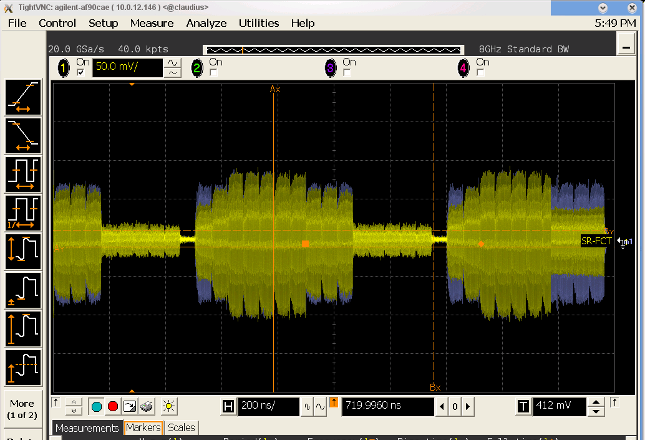 TightVNC: agilent-af90cae ( 10.0.12.146 ) <@claudius>
File Control Setup Measure Analyze Utilities Help 5:49 PM
20.0 GSa/s 40.0 kpts 8GHz Standard BW
1 On 50.0 mV/ 2 On 3 On 4 On
Ax
SR-FCT
Bx
More
(1 of 2)
H 200 ns/ 719.9960 ns 0 T 412 mV
Measurements Markers Scales